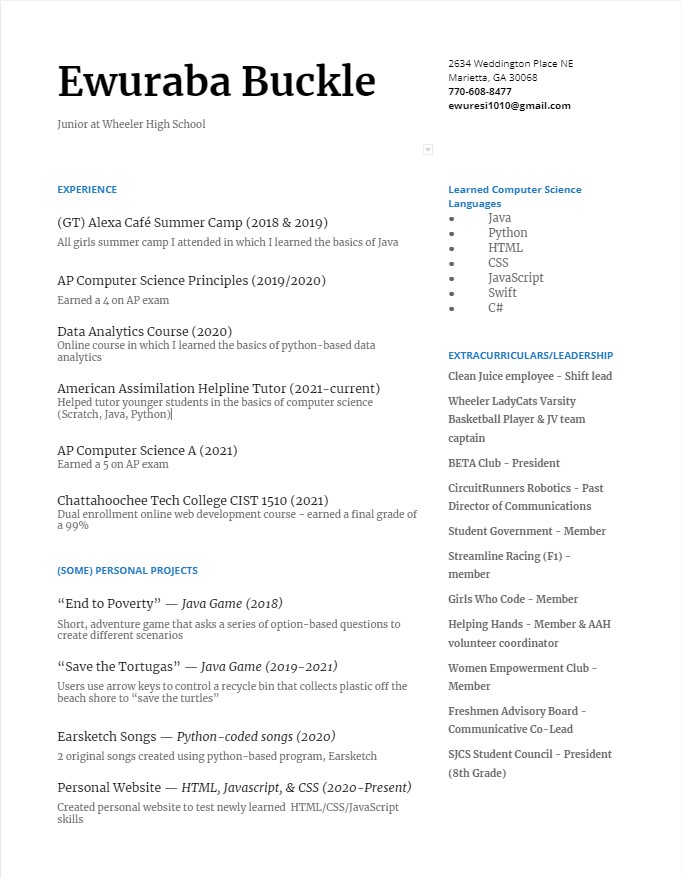 Ewuraba Buckle
Junior at Wheeler High School
2634 Weddington Place NE
Marietta, GA 30068
770-608-8477
ewuresi1010@gmail.com
EXPERIENCE
(GT) Alexa Café Summer Camp (2018 & 2019)
All girls summer camp I attended in which I learned the basics of Java
AP Computer Science Principles (2019/2020)
Earned a 4 on AP exam
Data Analytics Course (2020)
Online course in which I learned the basics of python-based data
analytics
American Assimilation Helpline Tutor (2021-current)
Helped tutor younger students in the basics of computer science
(Scratch, Java, Python)
AP Computer Science A (2021)
Earned a 5 on AP exam
Chattahoochee Tech College CIST 1510 (2021)
Dual enrollment online web development course - earned a final grade of
a 99%
(SOME) PERSONAL PROJECTS
“End to Poverty” — Java Game (2018)
Short, adventure game that asks a series of option-based questions to
create different scenarios
“Save the Tortugas” — Java Game (2019-2021)
Users use arrow keys to control a recycle bin that collects plastic off the
beach shore to “save the turtles”
Earsketch Songs — Python-coded songs (2020)
2 original songs created using python-based program, Earsketch
Personal Website — HTML, Javascript, & CSS (2020-Present)
Created personal website to test newly learned  HTML/CSS/JavaScript
skills
Learned Computer Science
Languages
● Java
● Python
● HTML
● CSS
● JavaScript
● Swift
● C#
EXTRACURRICULARS/LEADERSHIP
Clean Juice employee - Shift lead
Wheeler LadyCats Varsity
Basketball Player & JV team
captain
BETA Club - President
CircuitRunners Robotics - Past
Director of Communications
Student Government - Member
Streamline Racing (F1) -
member
Girls Who Code - Member
Helping Hands - Member & AAH
volunteer coordinator
Women Empowerment Club -
Member
Freshmen Advisory Board -
Communicative Co-Lead
SJCS Student Council - President
(8th Grade)